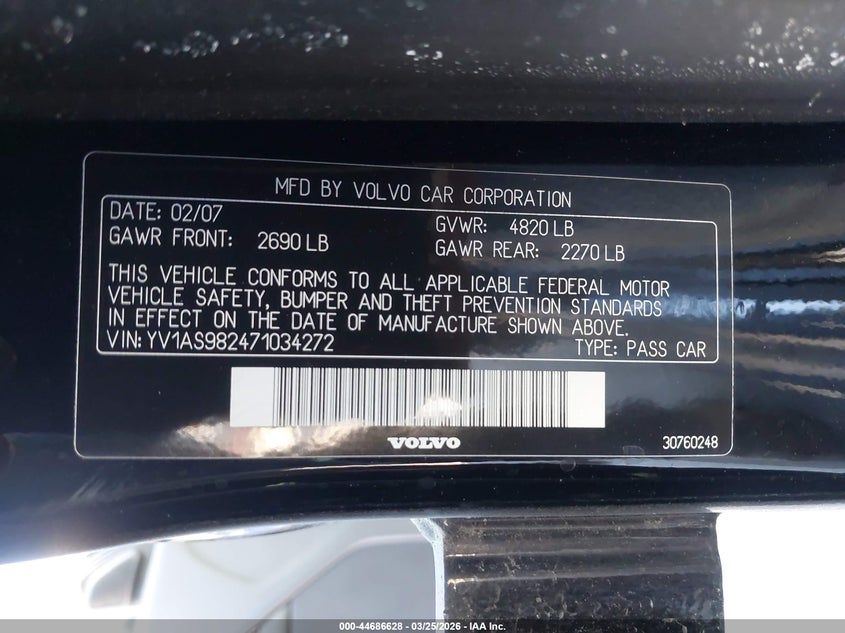 MFD BY VOLVO CAR CORPORATION
DATE: 02/07 GVWR: 4820 LB
GAWR FRONT: 2690 LB GAWR REAR: 2270 LB
THIS VEHICLE CONFORMS TO ALL APPLICABLE FEDERAL MOTOR
VEHICLE SAFETY, BUMPER AND THEFT PREVENTION STANDARDS
IN EFFECT ON THE DATE OF MANUFACTURE SHOWN ABOVE.
VIN: YV1AS982471034272 TYPE: PASS CAR
VOLVO 30760248
000-44686628 - 03/25/2026 - IAA Inc.